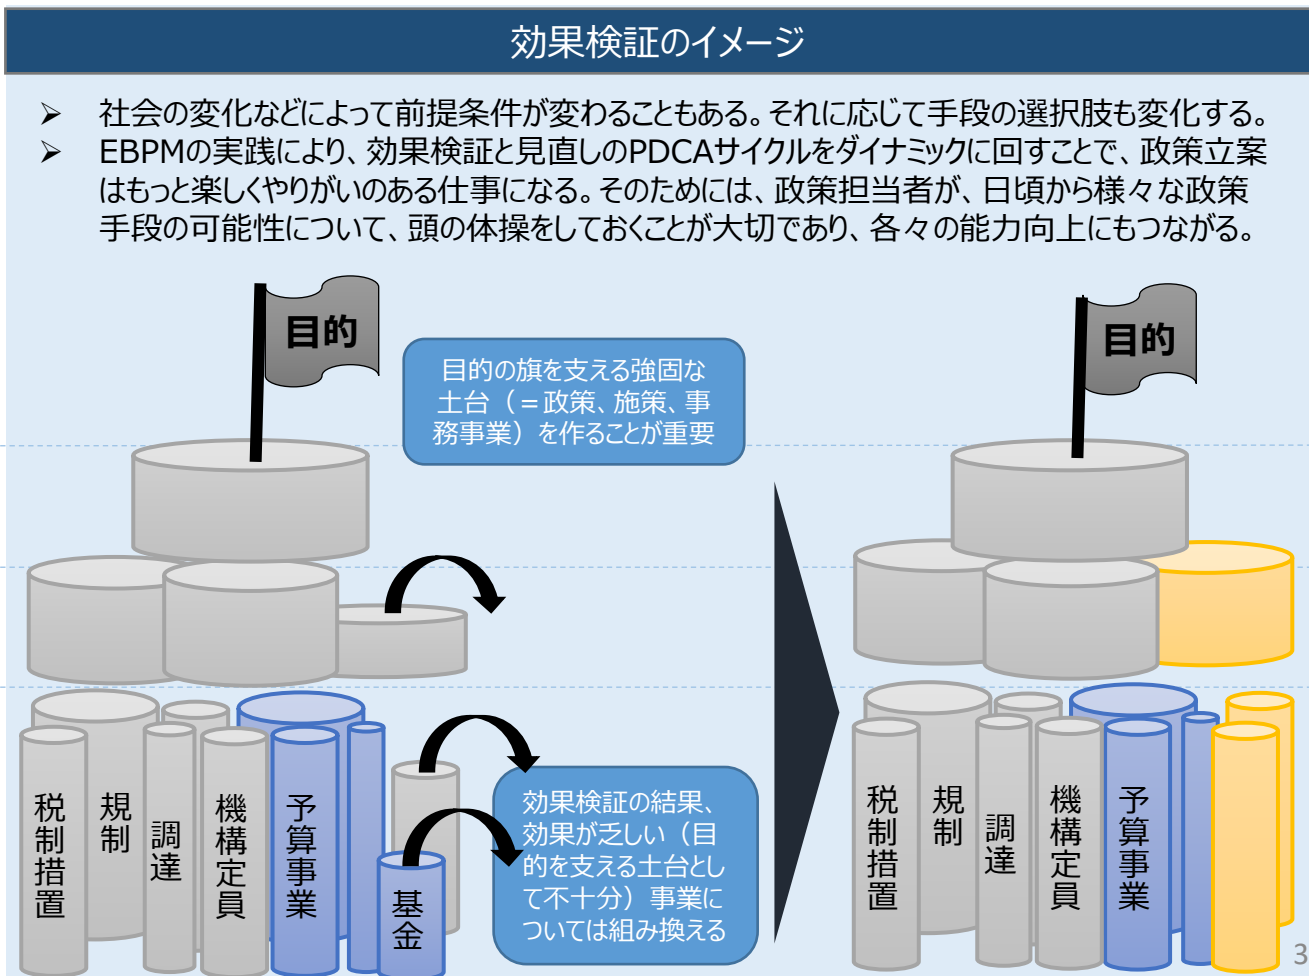 効果検証のイメージ
➢ 社会の変化などによって前提条件が変わることもある。それに応じて手段の選択肢も変化する。
➢ EBPMの実践により、効果検証と見直しのPDCAサイクルをダイナミックに回すことで、政策立案
はもっと楽しくやりがいのある仕事になる。そのためには、政策担当者が、日頃から様々な政策
手段の可能性について、頭の体操をしておくことが大切であり、各々の能力向上にもつながる。
目的
目的の旗を支える強固な
土台（＝政策、施策、事
務事業）を作ることが重要
目的
税制措置
規制
調達
機構定員
予算事業
基金
効果検証の結果、
効果が乏しい（目
的を支える土台とし
て不十分）事業に
ついては組み換える
税制措置
規制
調達
機構定員
予算事業
3